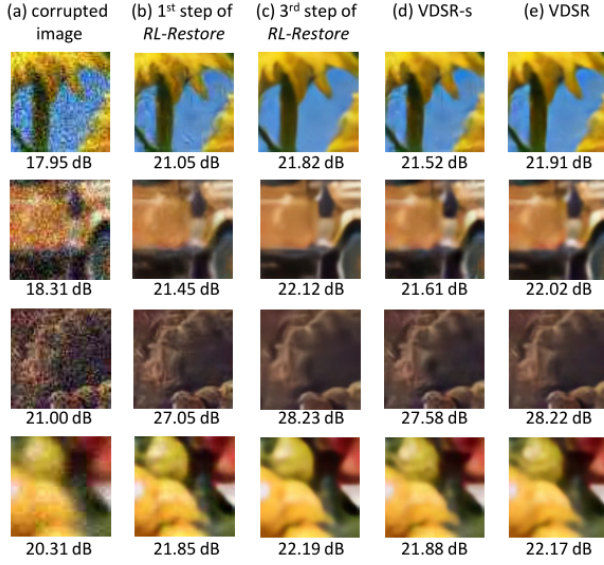 (a) corrupted (b) 1st step of (c) 3rd step of (d) VDSR-s (e) VDSR
image RL-Restore RL-Restore
17.95 dB 21.05 dB 21.82 dB 21.52 dB 21.91 dB
18.31 dB 21.45 dB 22.12 dB 21.61 dB 22.02 dB
21.00 dB 27.05 dB 28.23 dB 27.58 dB 28.22 dB
20.31 dB 21.85 dB 22.19 dB 21.88 dB 22.17 dB